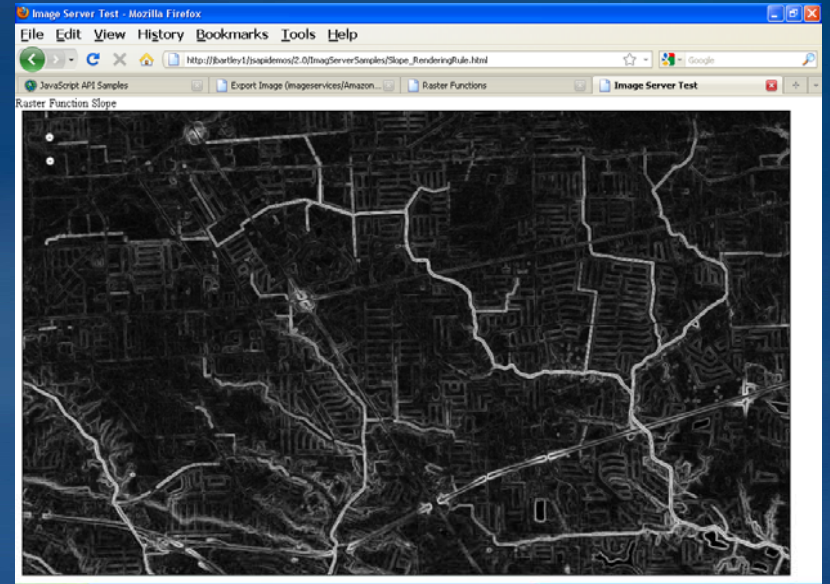 Image Server Test - Mozilla Firefox
File Edit View History Bookmarks Tools Help
http://jbartley1/jsapidemos/2.0/ImagServerSamples/Slope_RenderingRule.html
Google
JavaScript API Samples
Export Image (imageservices/Amazon...
Raster Functions
Image Server Test
Raster Function Slope